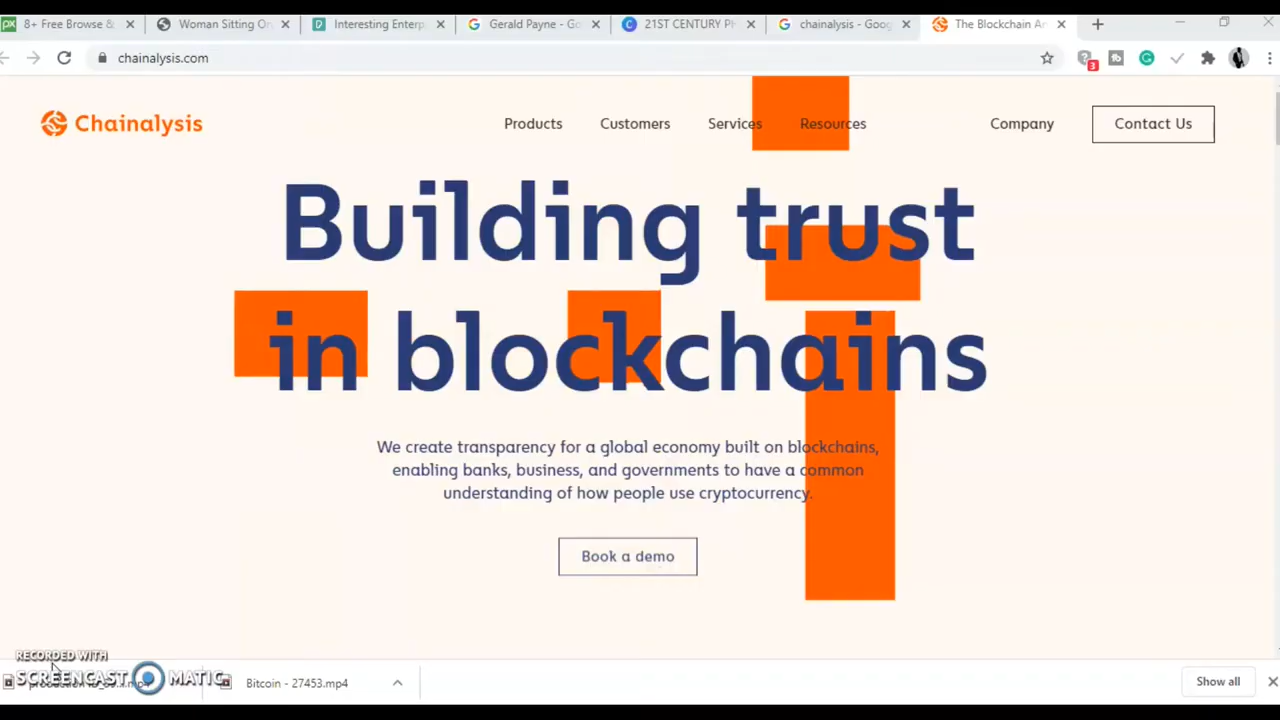 8+ Free Browse &
Woman Sitting On
Interesting Enterp
Gerald Payne - Go
21ST CENTURY P
chainalysis - Goog
The Blockchain An
chainalysis.com
3
Chainalysis
Products
Customers
Services
Resources
Company
Contact Us
Building trust
in blockchains
We create transparency for a global economy built on blockchains,
enabling banks, business, and governments to have a common
understanding of how people use cryptocurrency.
Book a demo
RECORDED WITH
SCREENCAST MATIC
Bitcoin - 27453.mp4
Show all